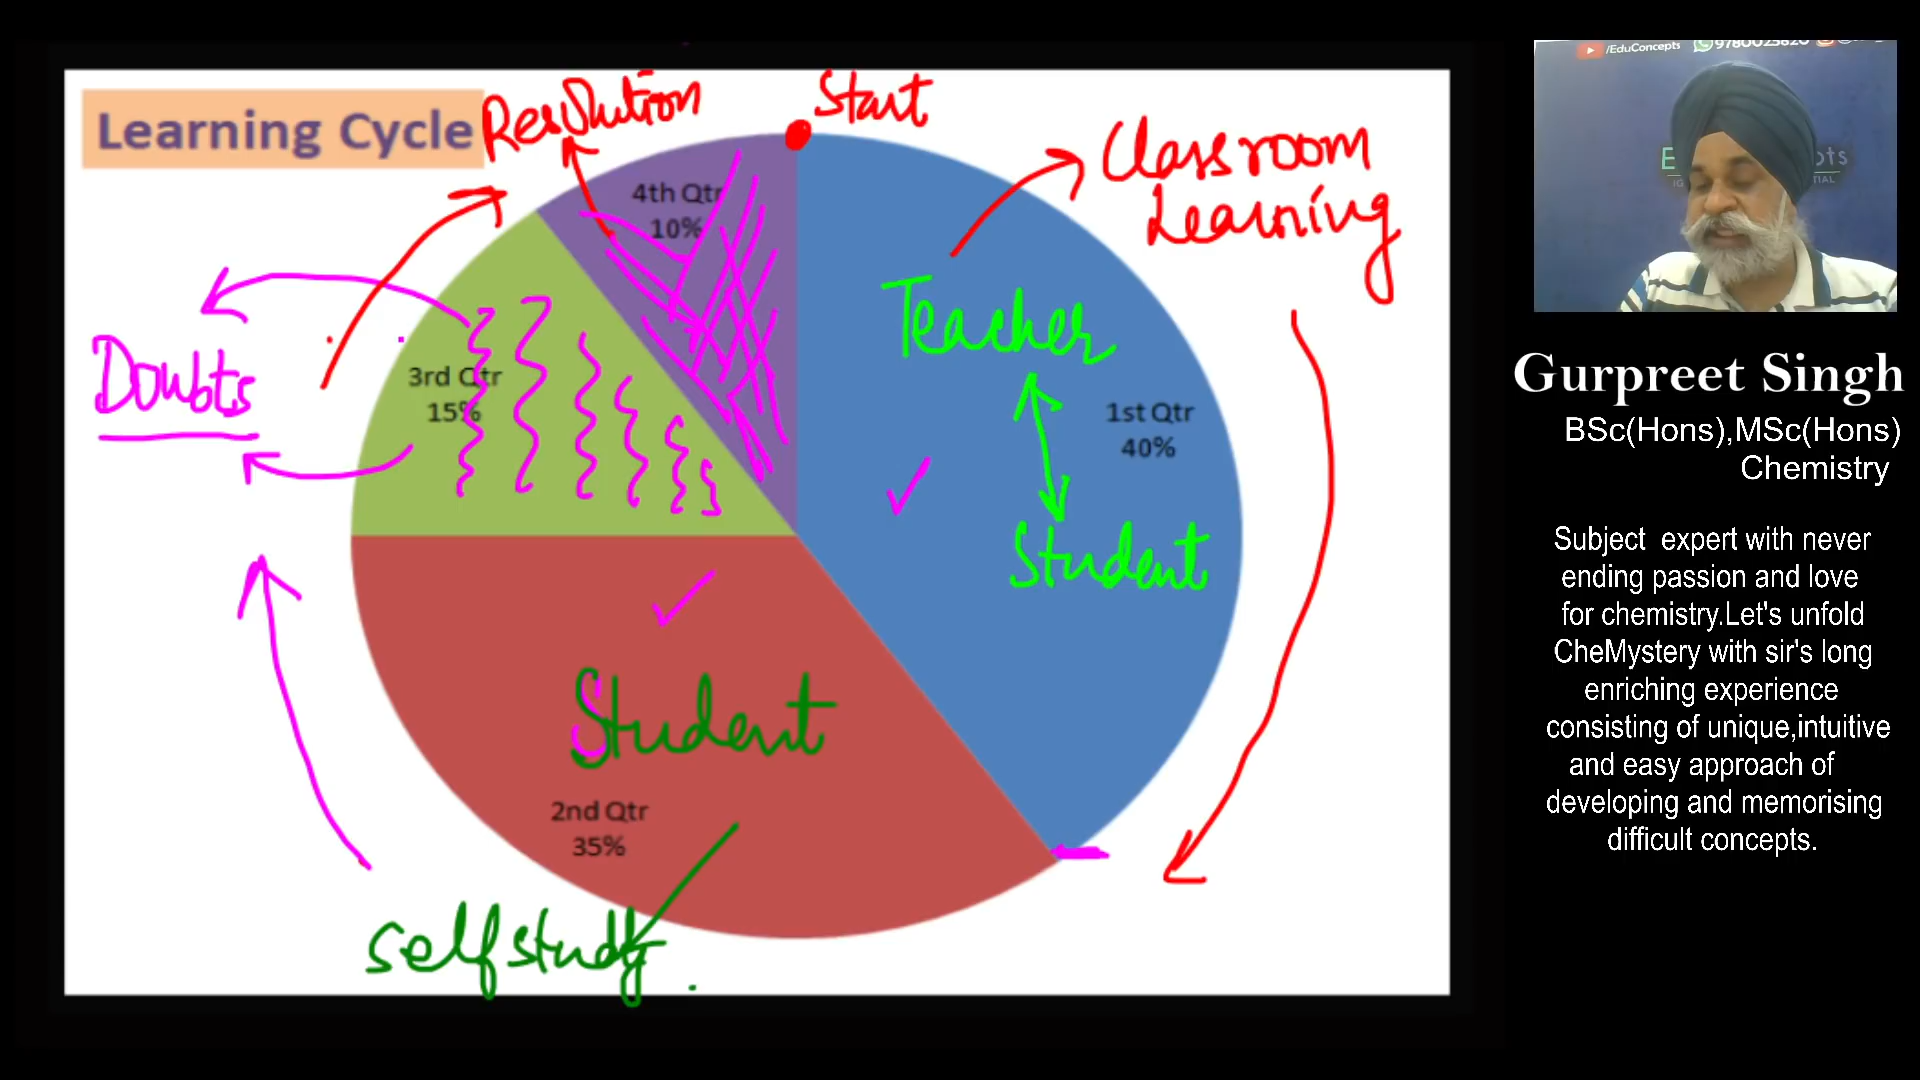 Learning Cycle
Resolution
Start
Classroom
Learning
4th Qtr
10%
Teacher
Doubts
3rd Qtr
15%
1st Qtr
40%
Student
Student
2nd Qtr
35%
self study
/EduConcepts
Gurpreet Singh
BSc(Hons),MSc(Hons)
Chemistry
Subject expert with never
ending passion and love
for chemistry.Let's unfold
CheMystery with sir's long
enriching experience
consisting of unique,intuitive
and easy approach of
developing and memorising
difficult concepts.